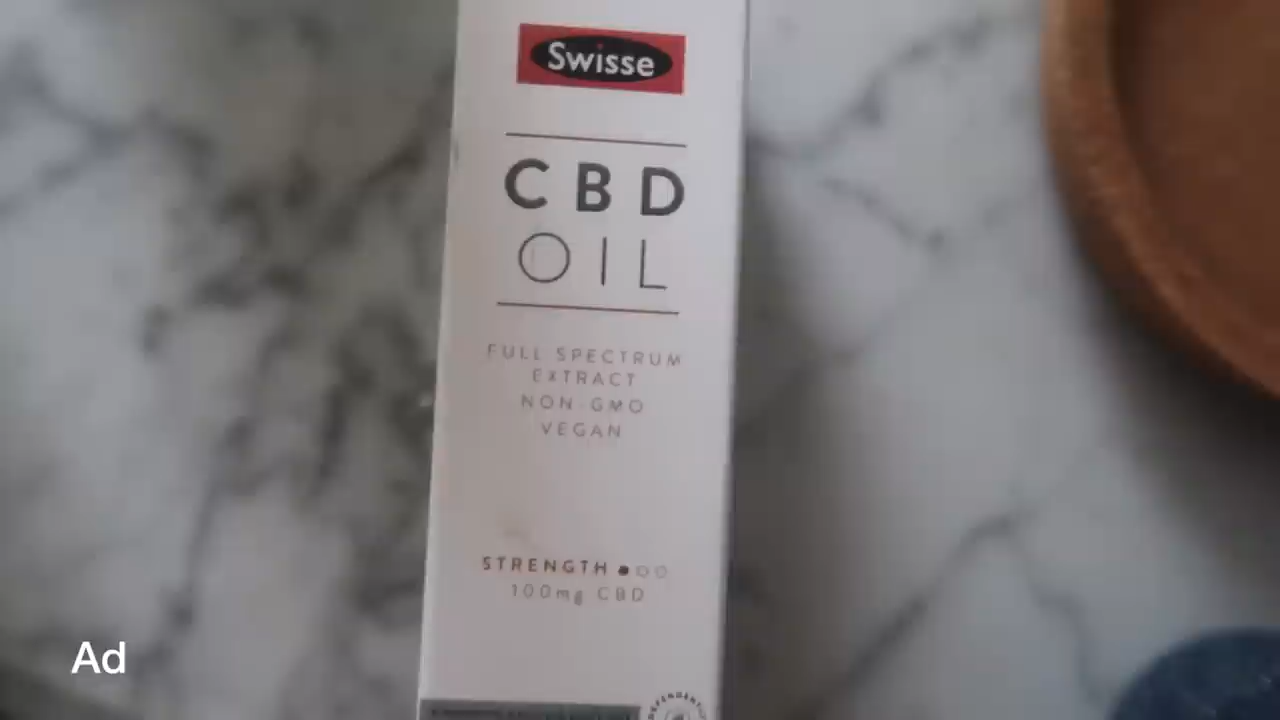 Swisse
CBD
OIL
FULL SPECTRUM
EXTRACT
NON-GMO
VEGAN
STRENGTH
100mg CBD
Ad